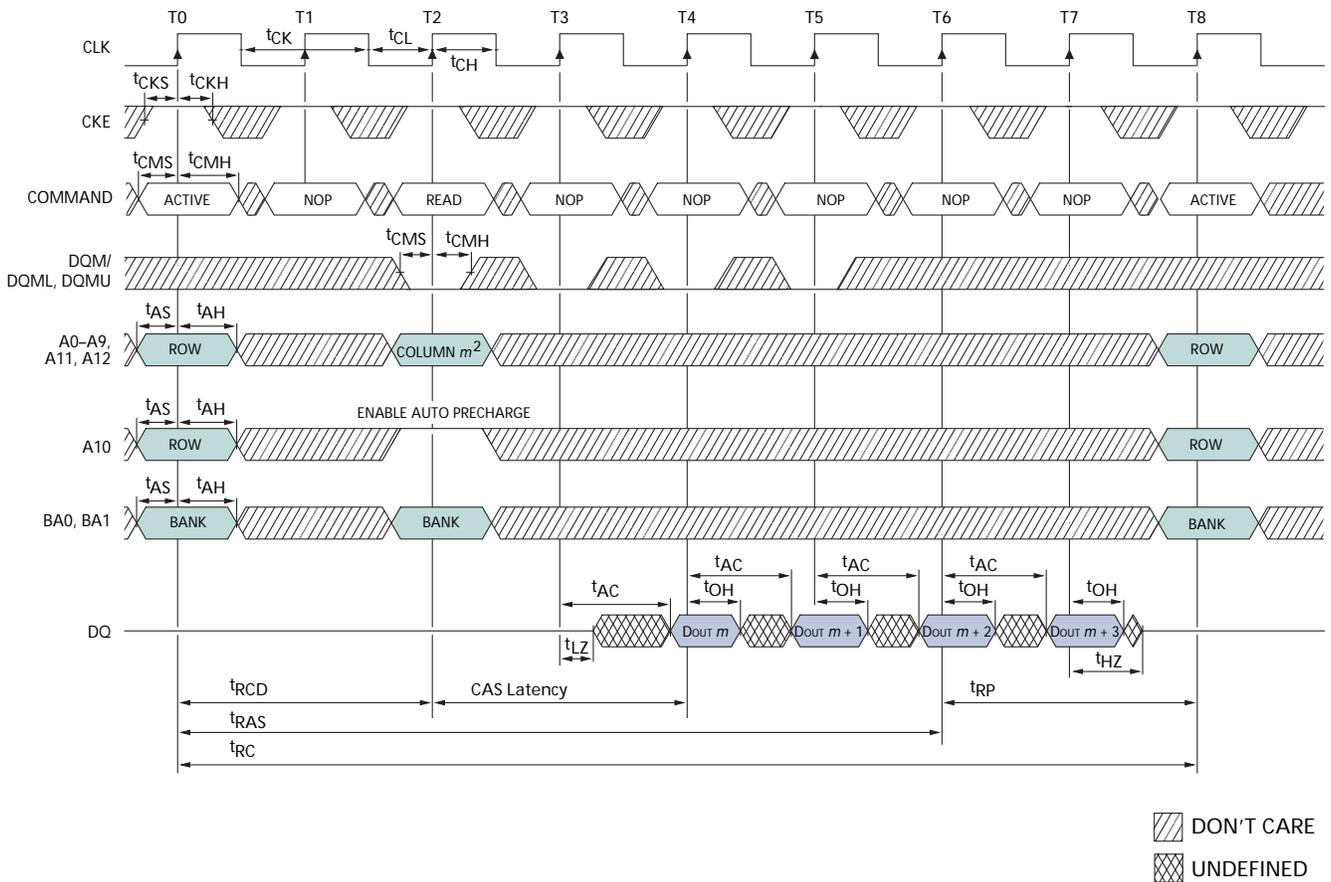 T0 T1 T2 T3 T4 T5 T6 T7 T8
CLK
tCK tCL tCH
tCKS tCKH
CKE
tCMS tCMH
COMMAND ACTIVE NOP READ NOP NOP NOP NOP NOP ACTIVE
tCMS tCMH
DQM/
DQML, DQMU
tAS tAH
A0–A9,
A11, A12
ROW COLUMN m2 ROW
ENABLE AUTO PRECHARGE
tAS tAH
A10 ROW ROW
tAS tAH
BA0, BA1 BANK BANK BANK
tAC tAC tAC
tAC tOH tOH tOH tOH
DQ DOUT m DOUT m + 1 DOUT m + 2 DOUT m + 3
tLZ tHZ
tRCD CAS Latency tRP
tRAS
tRC
DON'T CARE
UNDEFINED